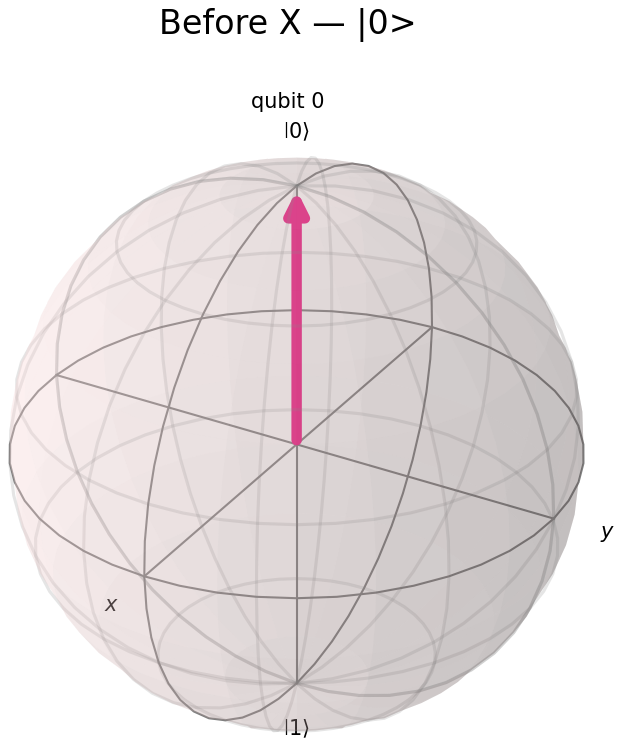 Before X — |0>
qubit 0
|0⟩
y
x
|1⟩